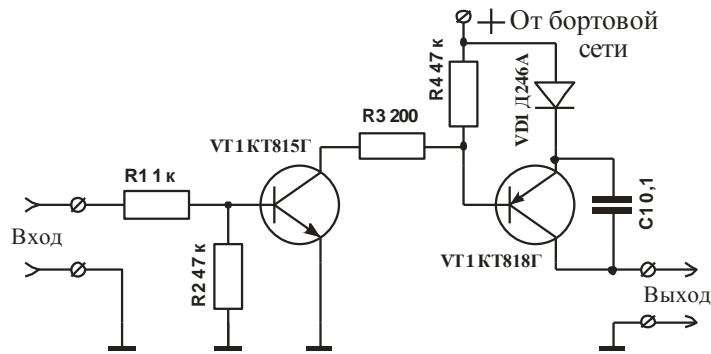 + От бортовой
сети
R4 47 к
VD1 Д246А
R3 200
VT1 КТ815Г
R1 1 к
C1 0,1
Вход
R2 47 к
VT1 КТ818Г
Выход